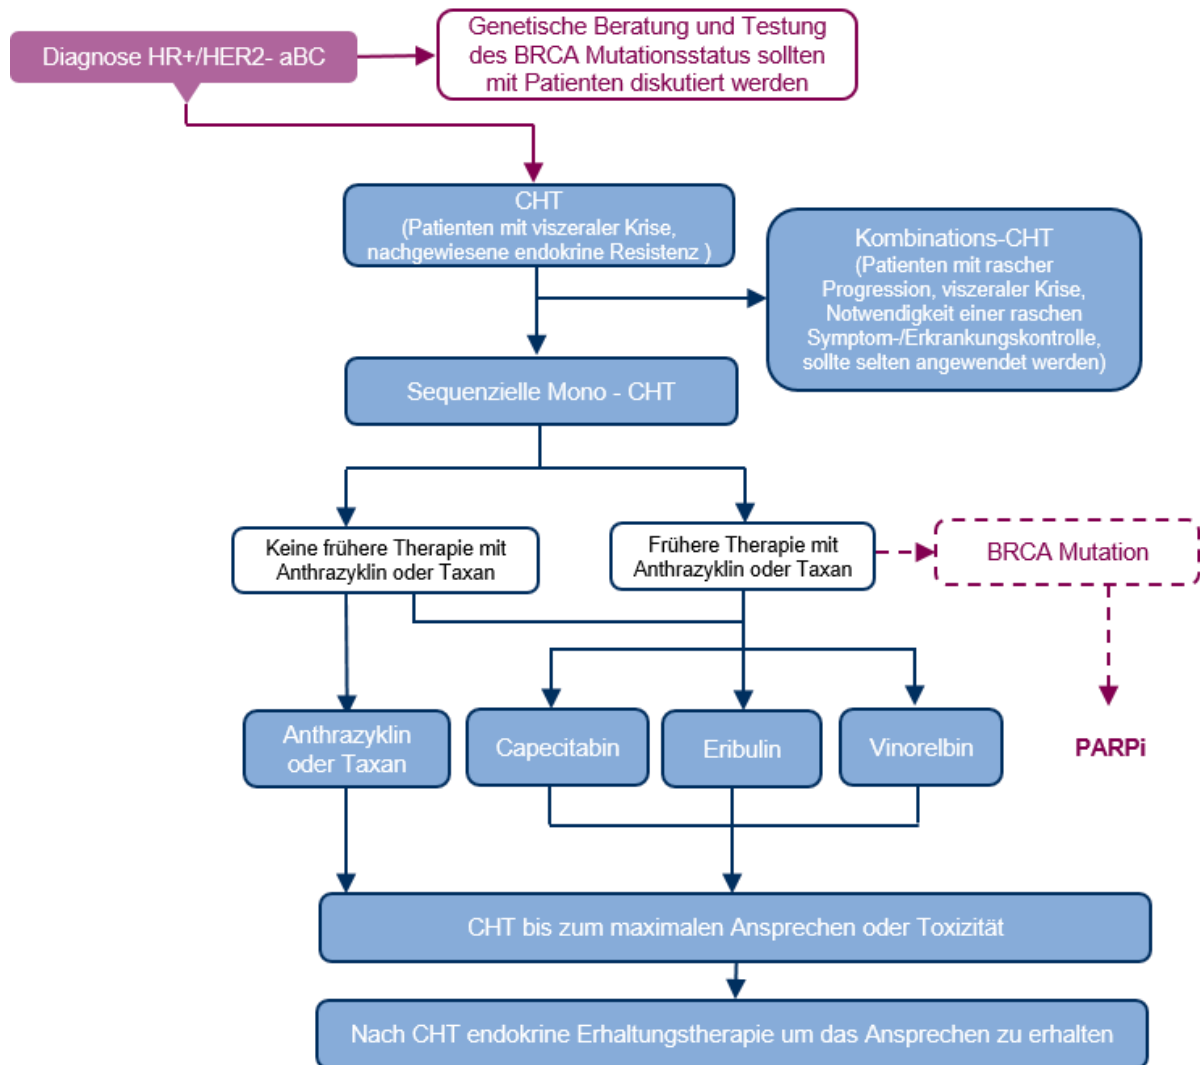 Diagnose HR+/HER2- aBC
Genetische Beratung und Testung
des BRCA Mutationsstatus sollten
mit Patienten diskutiert werden
CHT
(Patienten mit viszeraler Krise,
nachgewiesene endokrine Resistenz )
Kombinations-CHT
(Patienten mit rascher
Progression, viszeraler Krise,
Notwendigkeit einer raschen
Symptom-/Erkrankungskontrolle,
sollte selten angewendet werden)
Sequenzielle Mono - CHT
Keine frühere Therapie mit
Anthrazyklin oder Taxan
Frühere Therapie mit
Anthrazyklin oder Taxan
BRCA Mutation
Anthrazyklin
oder Taxan
Capecitabin
Eribulin
Vinorelbin
PARPi
CHT bis zum maximalen Ansprechen oder Toxizität
Nach CHT endokrine Erhaltungstherapie um das Ansprechen zu erhalten